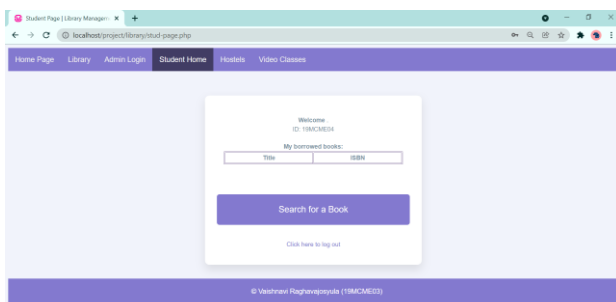 Student Page | Library Managem
localhost/project/library/stud-page.php
Home Page Library Admin Login Student Home Hostels Video Classes
Welcome .
ID: 19MCME04
My borrowed books:
Title ISBN
Search for a Book
Click here to log out
© Vaishnavi Raghavajosyula (19MCME03)